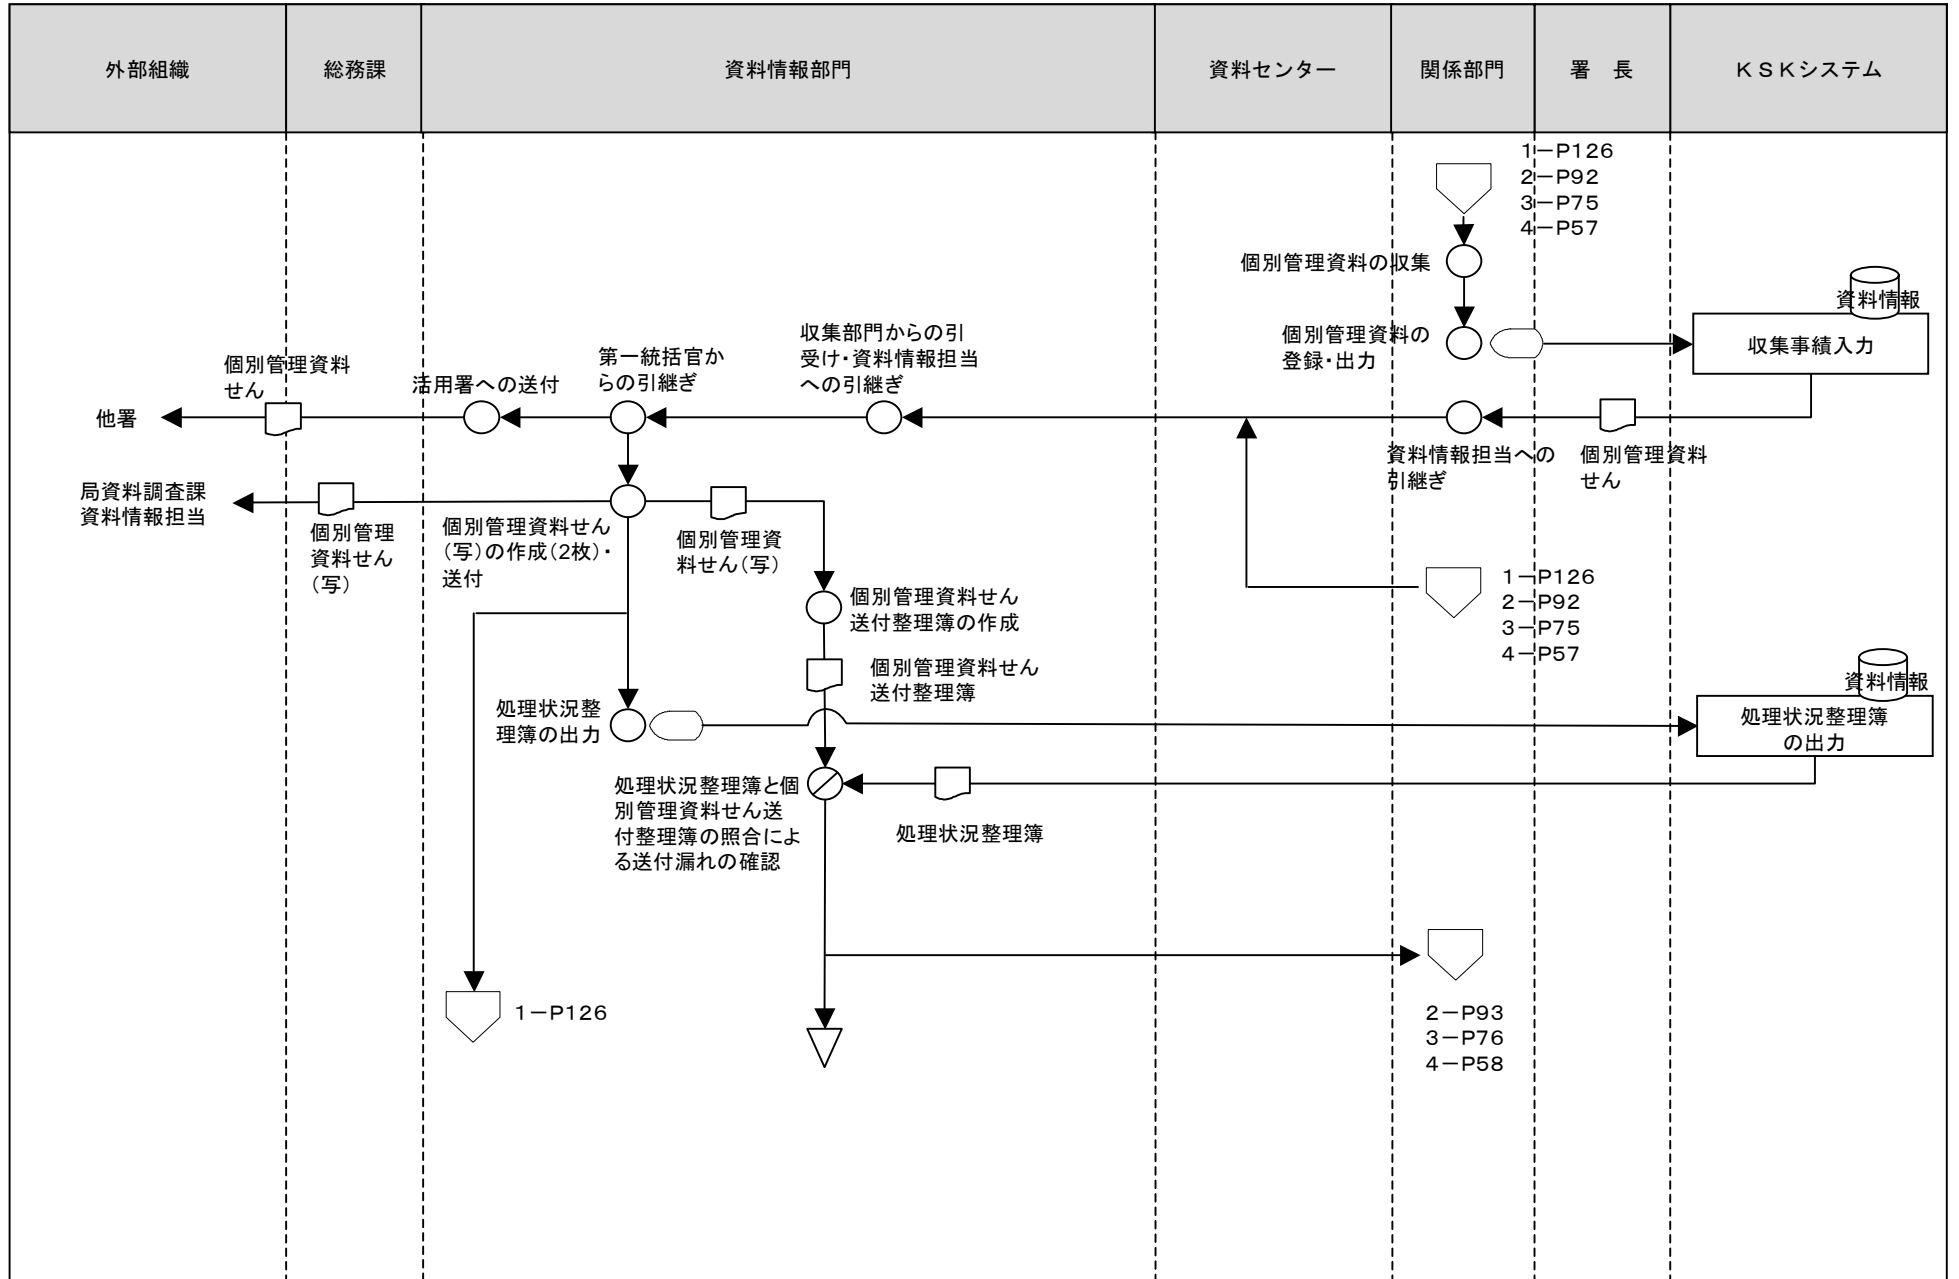 外部組織
総務課
資料情報部門
資料センター
関係部門
署　長
ＫＳＫシステム
1－P126
2－P92
3－P75
4－P57
個別管理資料の収集
資料情報
個別管理資料の
登録・出力
収集事績入力
収集部門からの引
受け・資料情報担当
への引継ぎ
第一統括官か
らの引継ぎ
活用署への送付
個別管理資料
せん
他署
資料情報担当への
引継ぎ
個別管理資料
せん
局資料調査課
資料情報担当
個別管理
資料せん
（写）
個別管理資料せん
（写）の作成（2枚）・
送付
個別管理資
料せん（写）
個別管理資料せん
送付整理簿の作成
1－P126
2－P92
3－P75
4－P57
個別管理資料せん
送付整理簿
資料情報
処理状況整
理簿の出力
処理状況整理簿
の出力
処理状況整理簿と個
別管理資料せん送
付整理簿の照合によ
る送付漏れの確認
処理状況整理簿
1－P126
2－P93
3－P76
4－P58